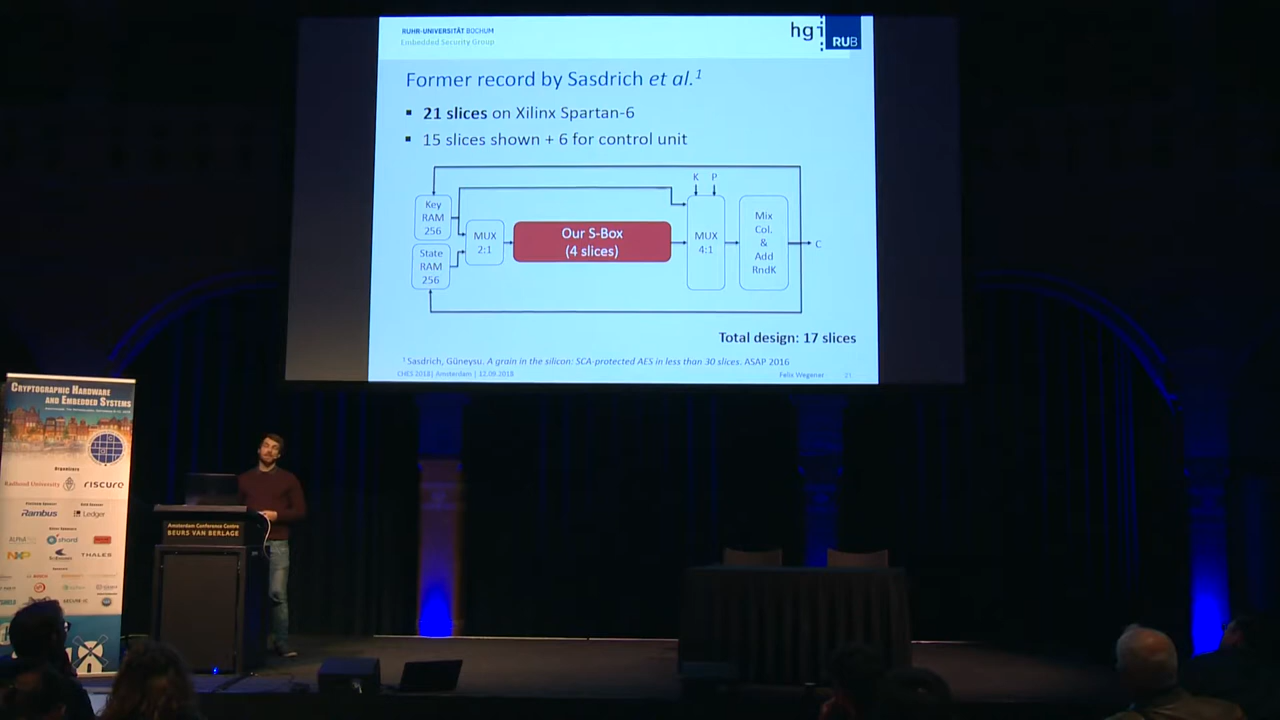 RUHR-UNIVERSITÄT BOCHUM
Embedded Security Group
hgi
RUB
Former record by Sasdrich et al.¹
▪ 21 slices on Xilinx Spartan-6
▪ 15 slices shown + 6 for control unit
K P
Key
RAM
256
State
RAM
256
MUX
2:1
Our S-Box
(4 slices)
MUX
4:1
Mix
Col.
&
Add
RndK
C
Total design: 17 slices
¹ Sasdrich, Güneysu. A grain in the silicon: SCA-protected AES in less than 30 slices. ASAP 2016
CHES 2018| Amsterdam | 12.09.2018
Felix Wegener
21
CRYPTOGRAPHIC HARDWARE
AND EMBEDDED SYSTEMS
Organizers
Radboud University
riscure
Rambus
Ledger
NXP
THALES
Amsterdam Conference Centre
BEURS VAN BERLAGE